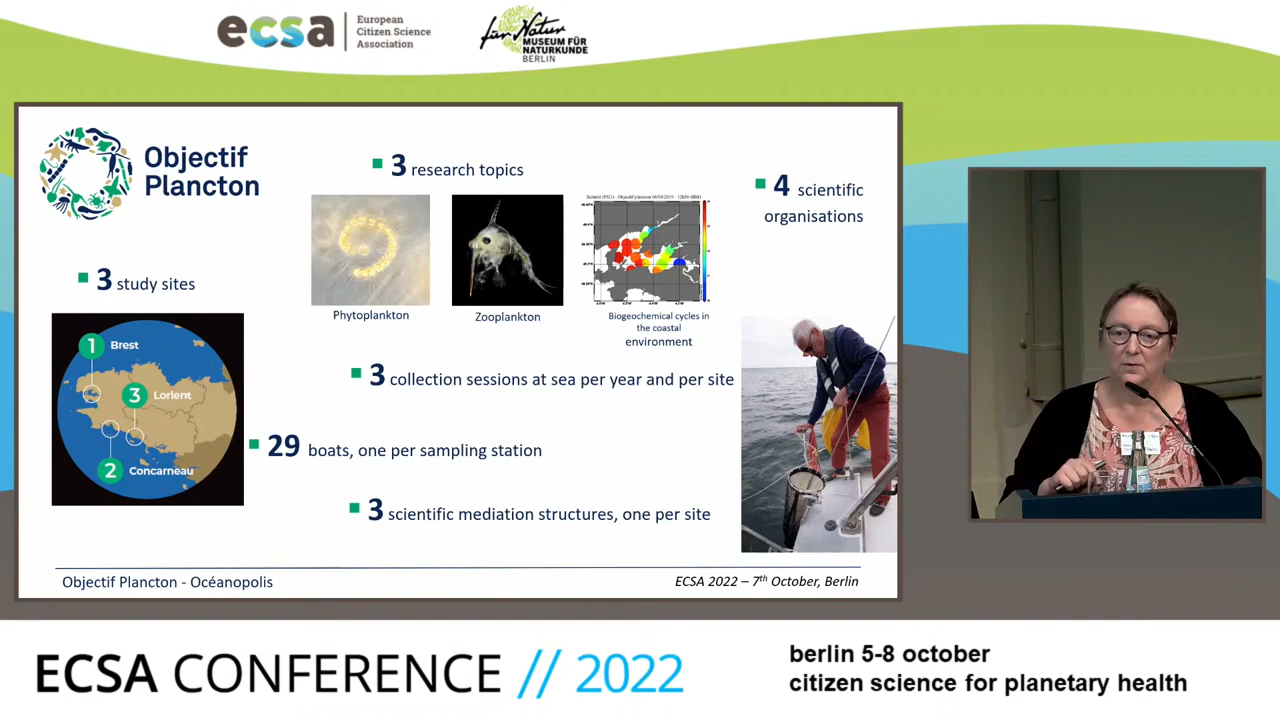 ecsa
European
Citizen Science
Association
für Natur
MUSEUM FÜR
NATURKUNDE
BERLIN
Objectif
Plancton
3 research topics
4 scientific
organisations
Phytoplankton
Zooplankton
Biogeochemical cycles in
the coastal
environment
3 study sites
1 Brest
3 Lorient
2 Concarneau
3 collection sessions at sea per year and per site
29 boats, one per sampling station
3 scientific mediation structures, one per site
Objectif Plancton - Océanopolis
ECSA 2022 – 7th October, Berlin
ECSA CONFERENCE // 2022
berlin 5-8 october
citizen science for planetary health